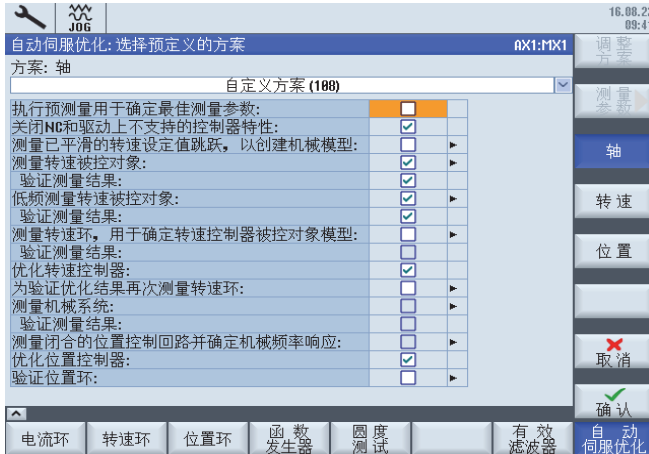 JOG
16.08.2
09:4
自动伺服优化: 选择预定义的方案
AX1:MX1
方案: 轴
自定义方案 (108)
执行预测量用于确定最佳测量参数:
关闭NC和驱动上不支持的控制器特性:
测量已平滑的转速设定值跳跃，以创建机械模型:
测量转速被控对象:
验证测量结果:
低频测量转速被控对象:
验证测量结果:
测量转速环，用于确定转速控制器被控对象模型:
验证测量结果:
优化转速控制器:
为验证优化结果再次测量转速环:
测量机械系统:
验证测量结果:
测量闭合的位置控制回路并确定机械频率响应:
优化位置控制器:
验证位置环:
调整
方案
测量
参数
轴
转速
位置
取消
确认
电流环
转速环
位置环
函数
发生器
圆度
测试
有效
滤波器
自动
伺服优化